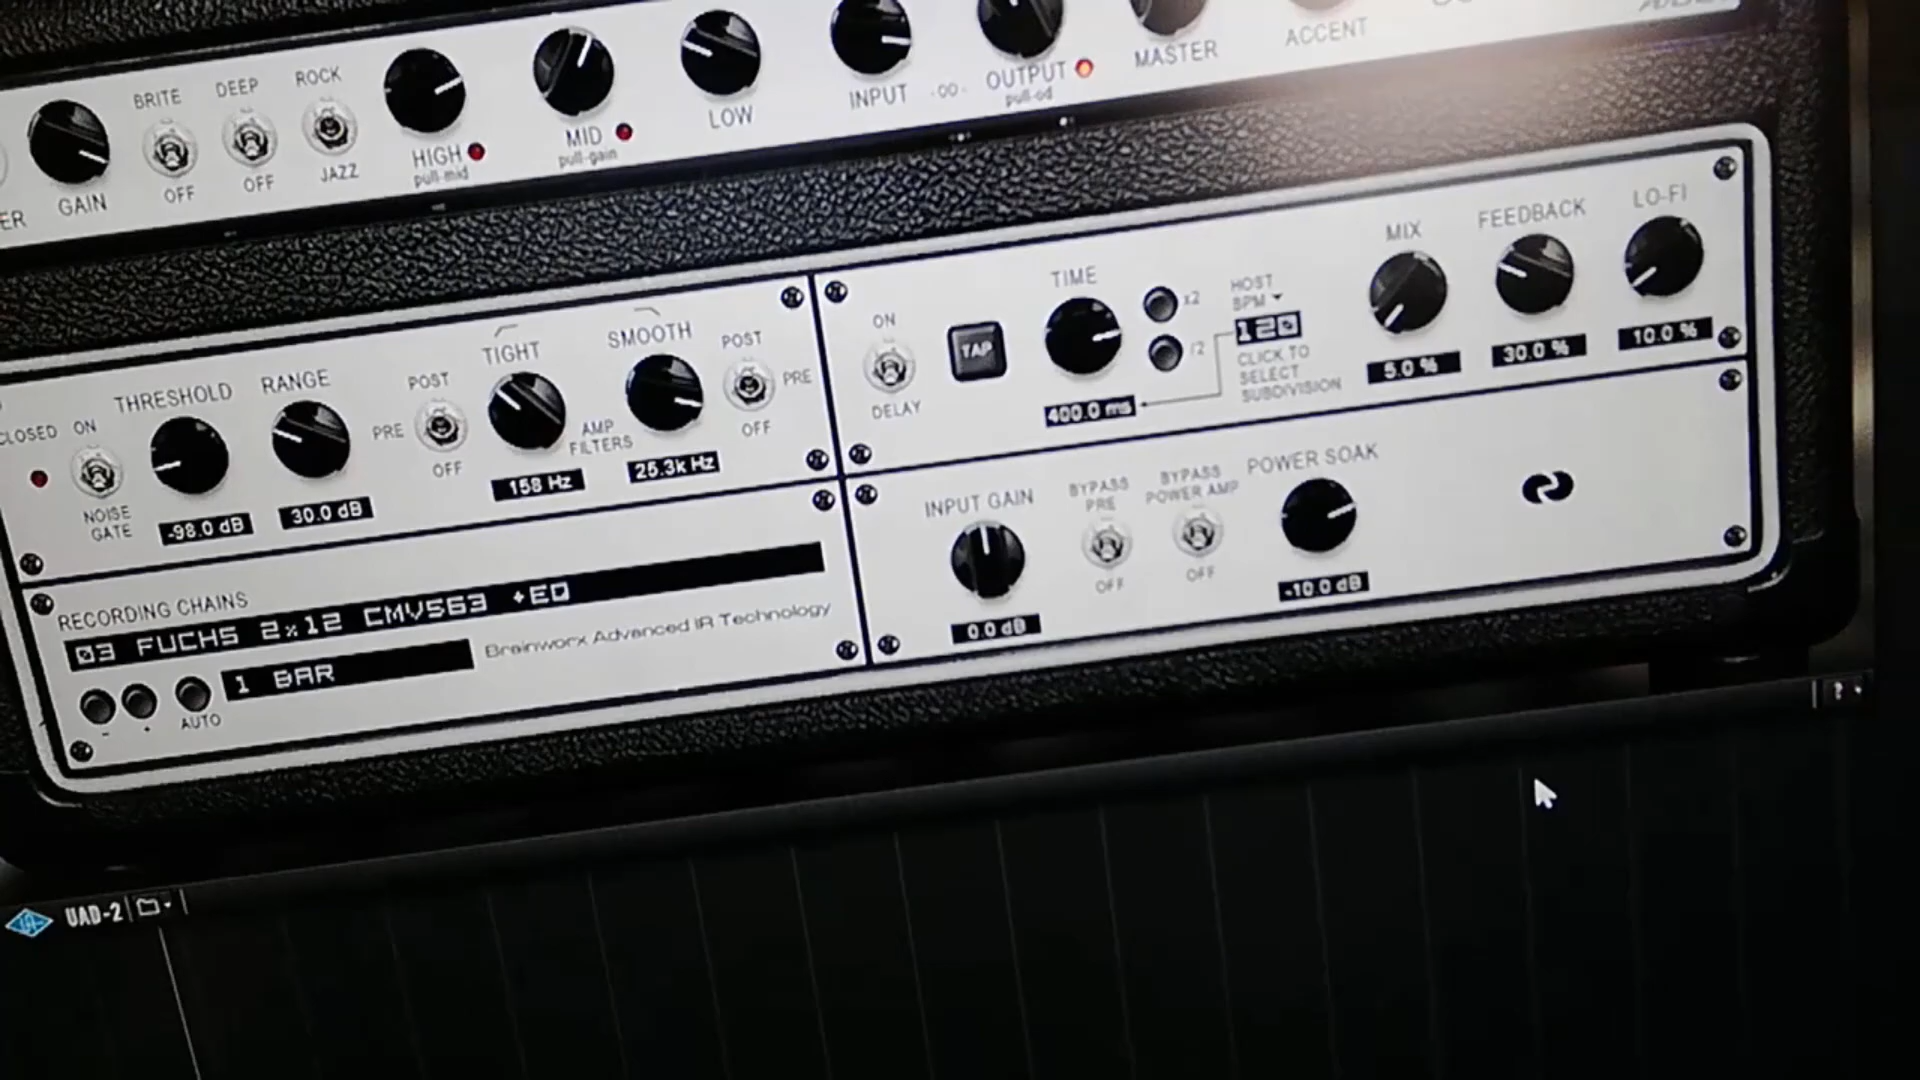 BRITE
DEEP
ROCK
OFF
OFF
JAZZ
GAIN
HIGH
pull-mid
MID
pull-gain
LOW
INPUT
-00-
OUTPUT
pull-od
MASTER
ACCENT
CLOSED
ON
NOISE
GATE
THRESHOLD
-98.0 dB
RANGE
30.0 dB
POST
PRE
OFF
TIGHT
158 Hz
AMP
FILTERS
SMOOTH
25.3k Hz
POST
PRE
OFF
ON
DELAY
TAP
TIME
400.0 ms
x2
/2
HOST
BPM
120
CLICK TO
SELECT
SUBDIVISION
MIX
5.0 %
FEEDBACK
30.0 %
LO-FI
10.0 %
RECORDING CHAINS
03 FUCHS 2x12 CMV563 +EQ
1 BAR
Brainworx Advanced IR Technology
- + AUTO
INPUT GAIN
0.0 dB
BYPASS
PRE
OFF
BYPASS
POWER AMP
OFF
POWER SOAK
-10.0 dB
?
UAD-2